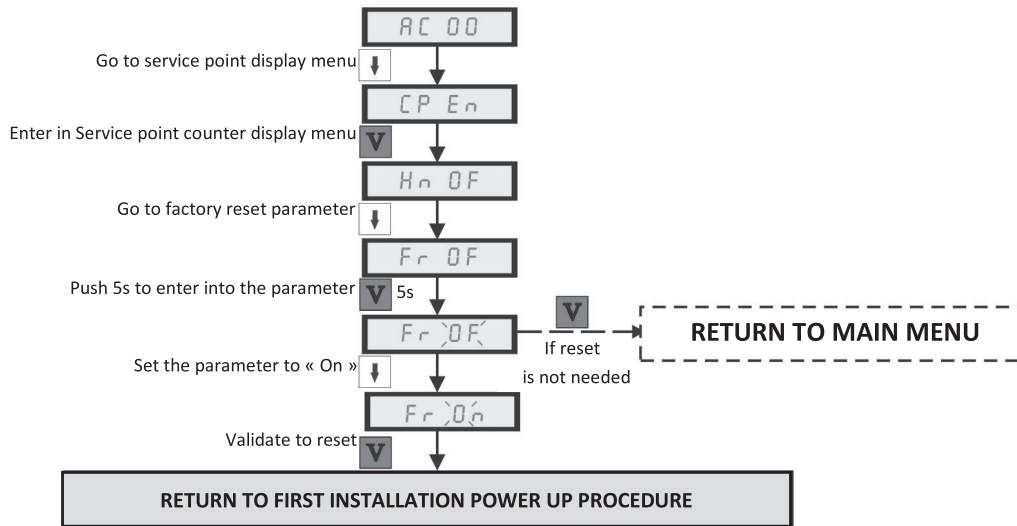 AC 00
Go to service point display menu
CP En
Enter in Service point counter display menu V
Hn OF
Go to factory reset parameter
Fr OF
Push 5s to enter into the parameter V 5s
Fr OF
V
RETURN TO MAIN MENU
If reset
is not needed
Set the parameter to « On »
Fr On
Validate to reset V
RETURN TO FIRST INSTALLATION POWER UP PROCEDURE